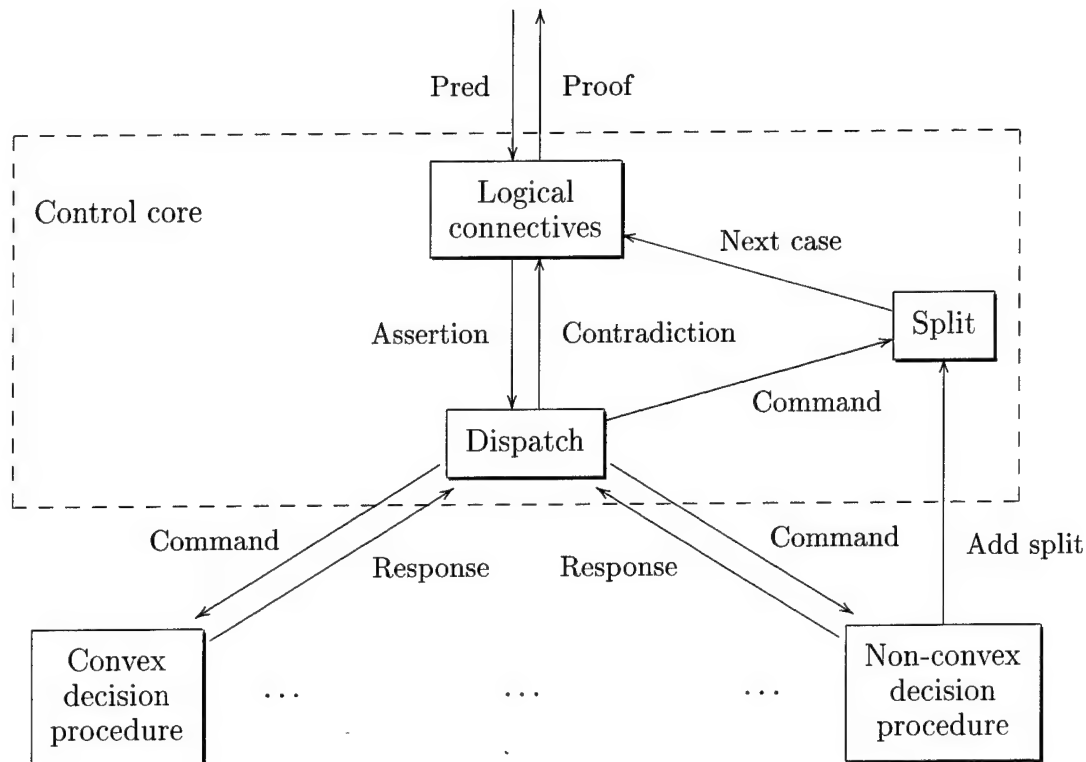 Pred
Proof
Control core
Logical
connectives
Next case
Split
Assertion
Contradiction
Command
Dispatch
Command
Response
Response
Command
Add split
Convex
decision
procedure
...
...
...
Non-convex
decision
procedure